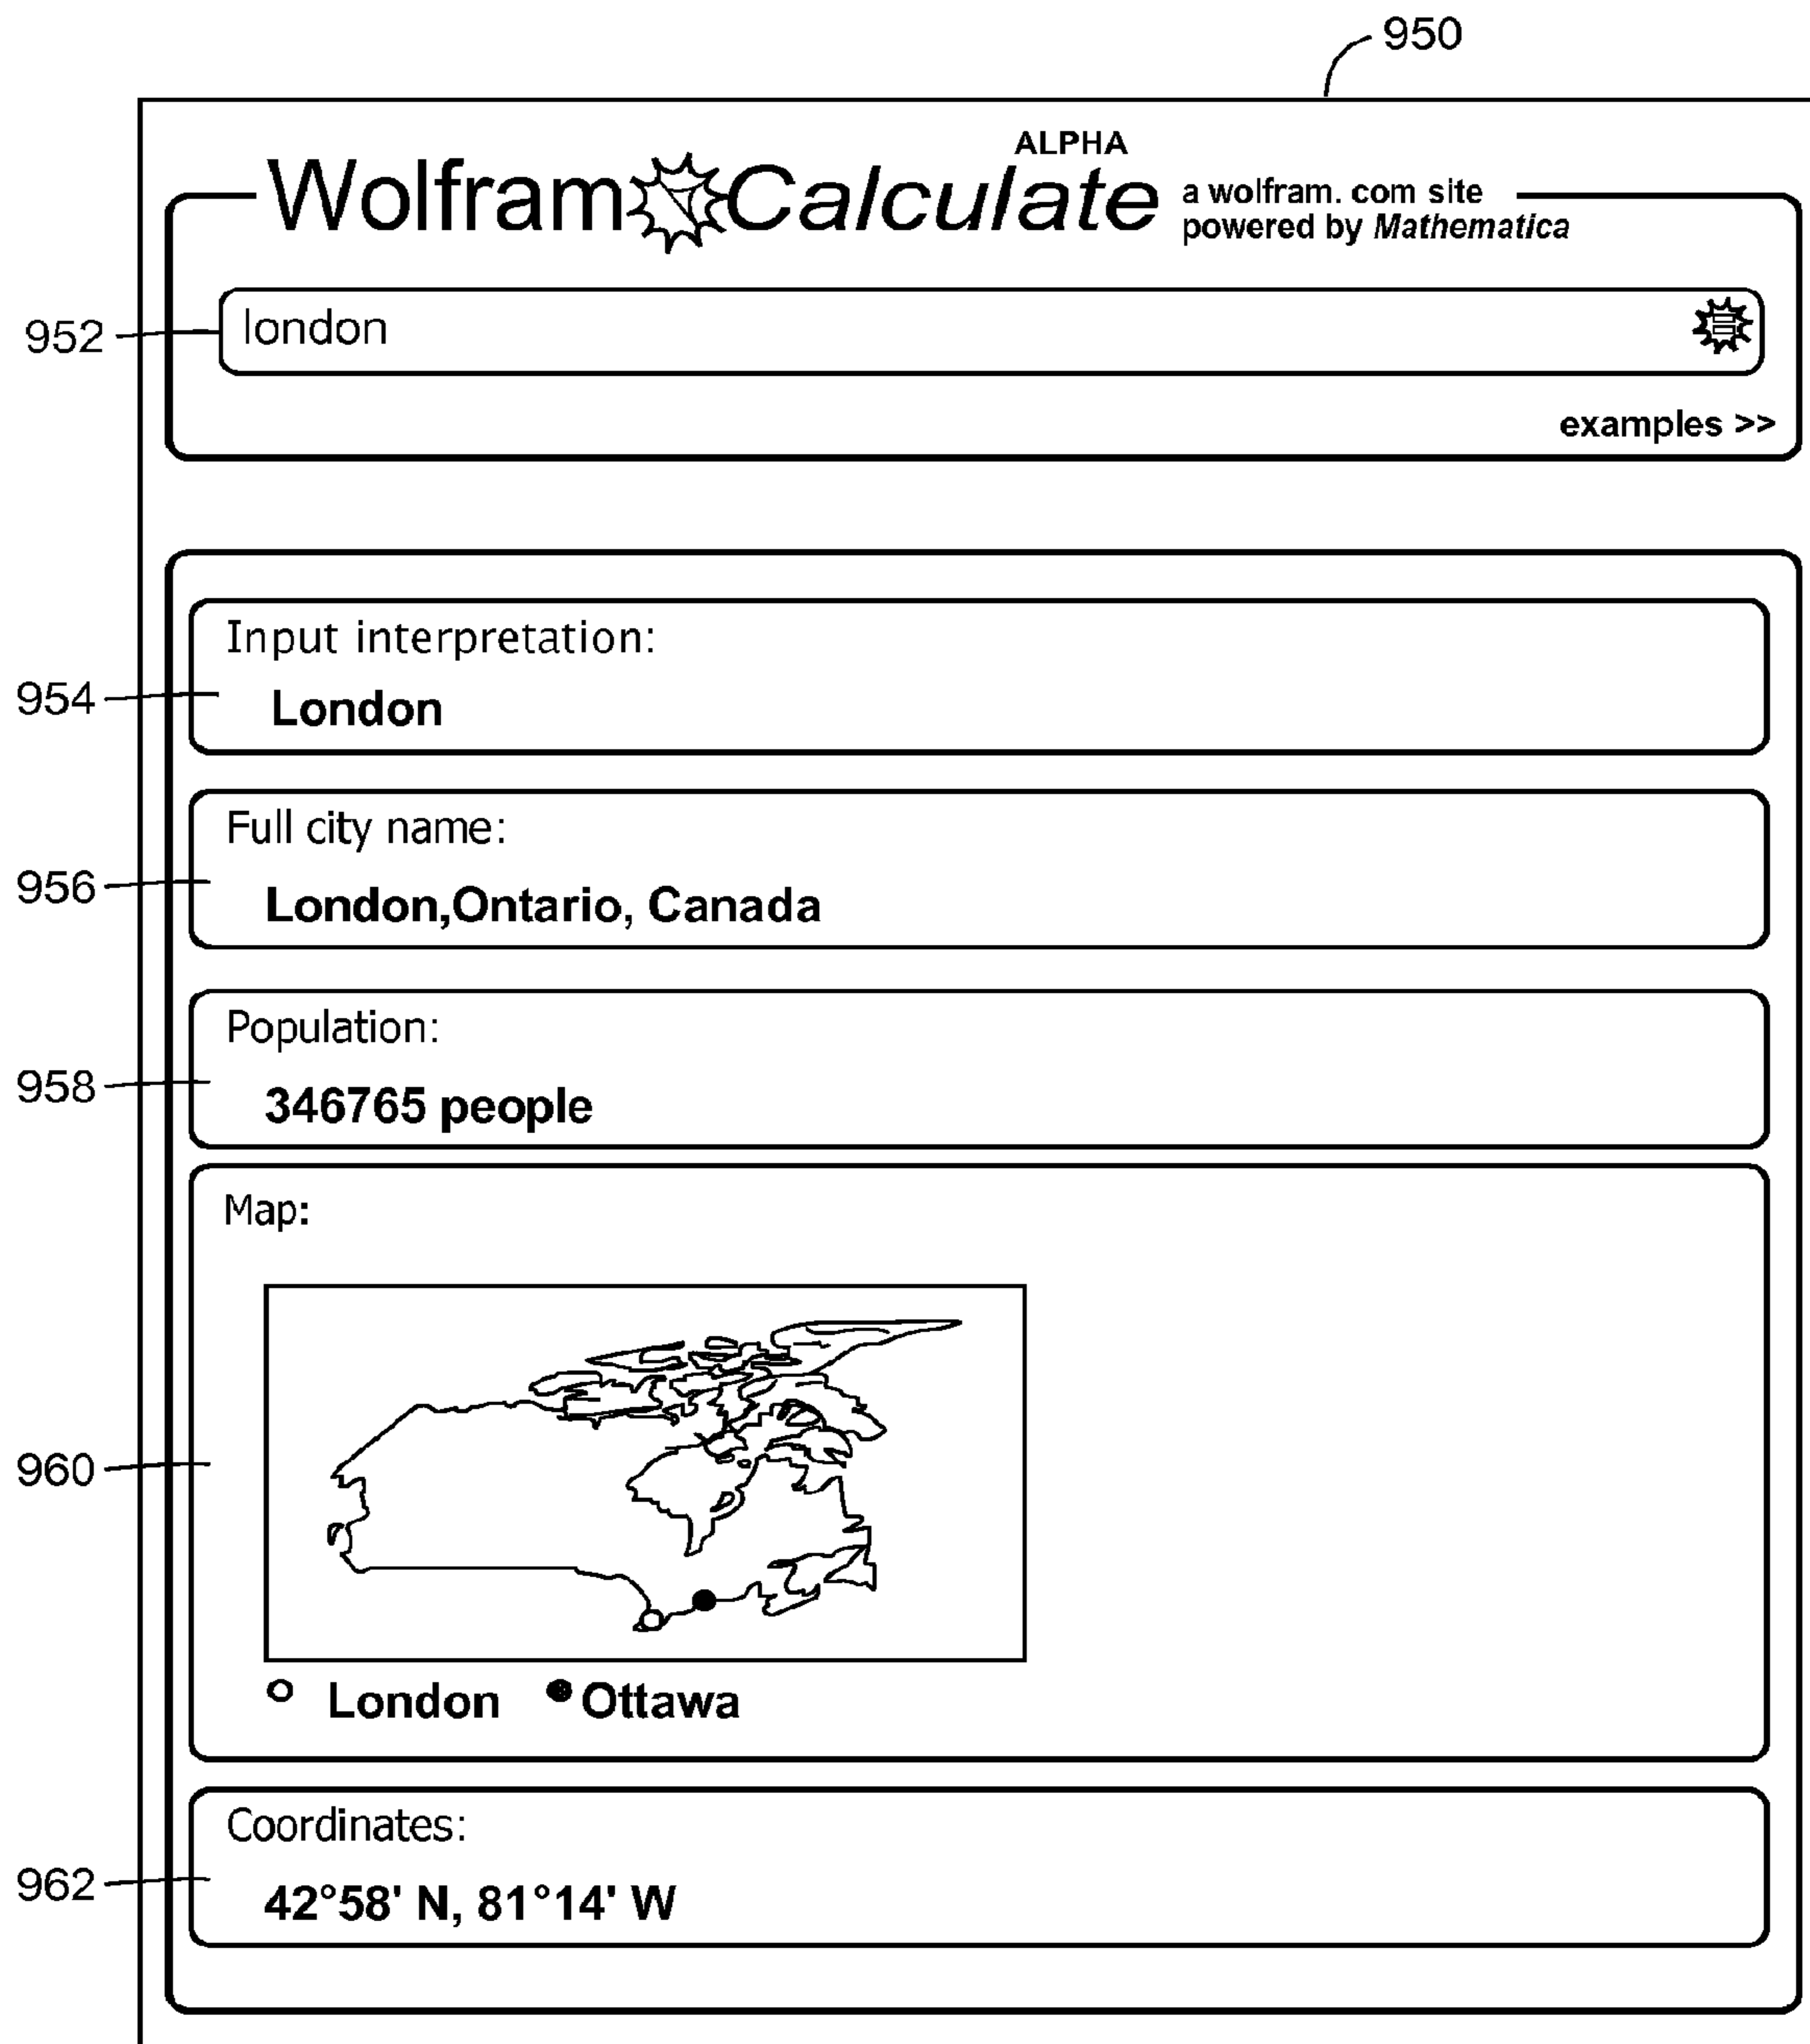 950
ALPHA
Wolfram Calculate
a wolfram. com site
powered by Mathematica
952
london
examples >>
Input interpretation:
954
London
Full city name:
956
London,Ontario, Canada
Population:
958
346765 people
Map:
960
London Ottawa
Coordinates:
962
42°58' N, 81°14' W